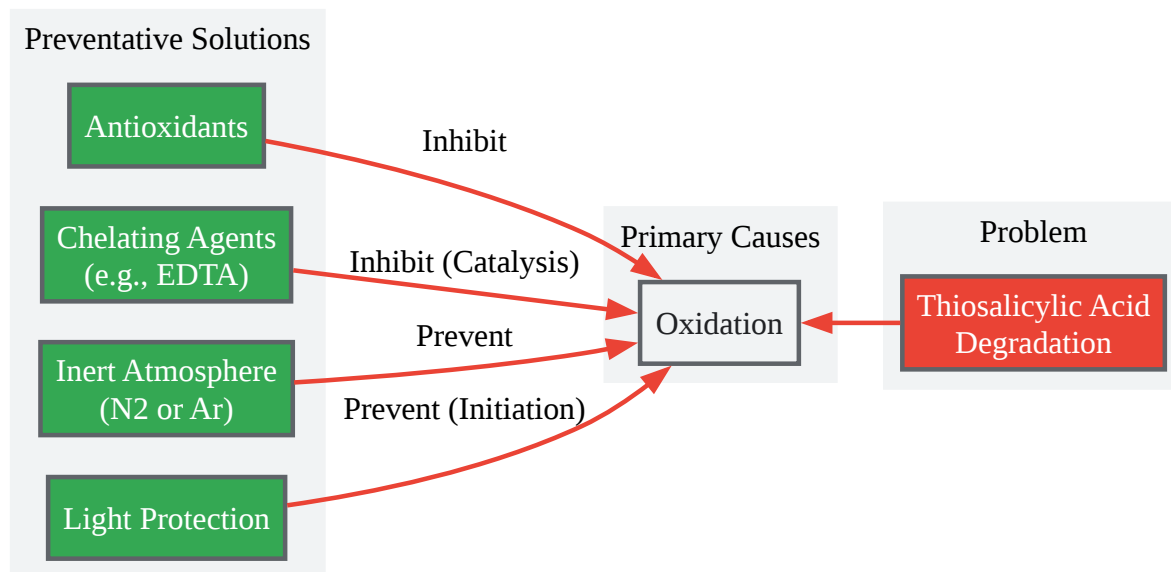 Preventative Solutions
Antioxidants
Chelating Agents
(e.g., EDTA)
Inert Atmosphere
(N2 or Ar)
Light Protection
Inhibit
Inhibit (Catalysis)
Prevent
Prevent (Initiation)
Primary Causes
Oxidation
Problem
Thiosalicylic Acid
Degradation